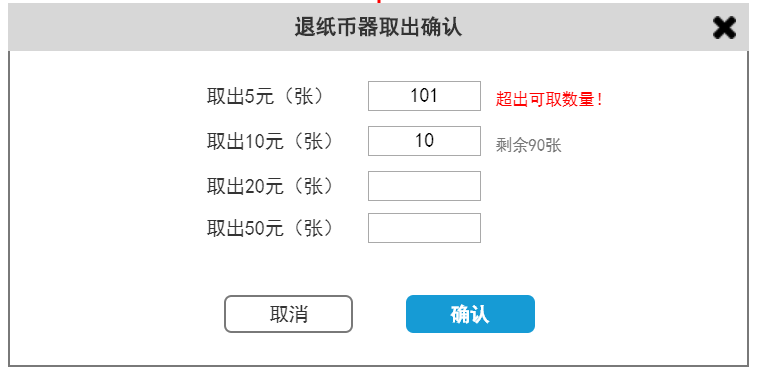 退纸币器取出确认
取出5元（张） 101 超出可取数量！
取出10元（张） 10 剩余90张
取出20元（张）
取出50元（张）
取消 确认